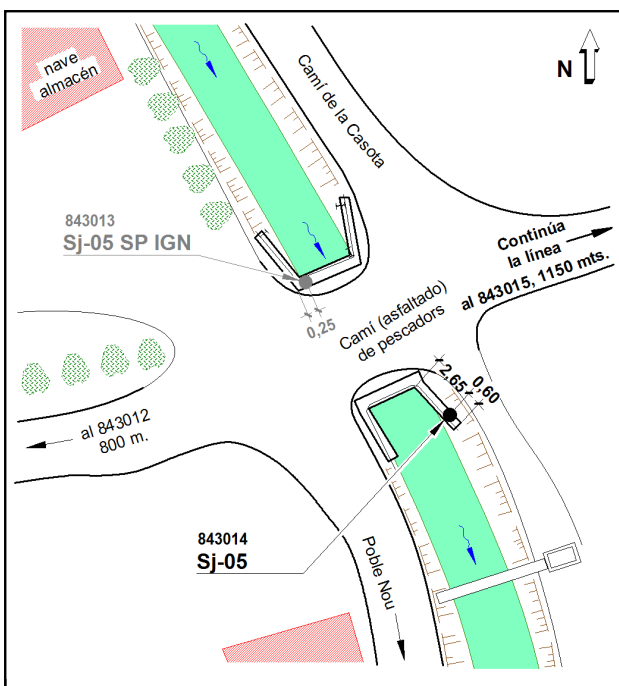 nave
almacén
Camí de la Casota
N
843013
Sj-05 SP IGN
0,25
Continúa
la línea
al 843015, 1150 mts.
Camí (asfaltado)
de pescadors
2,65
0,60
al 843012
800 m.
843014
Sj-05
Poble Nou